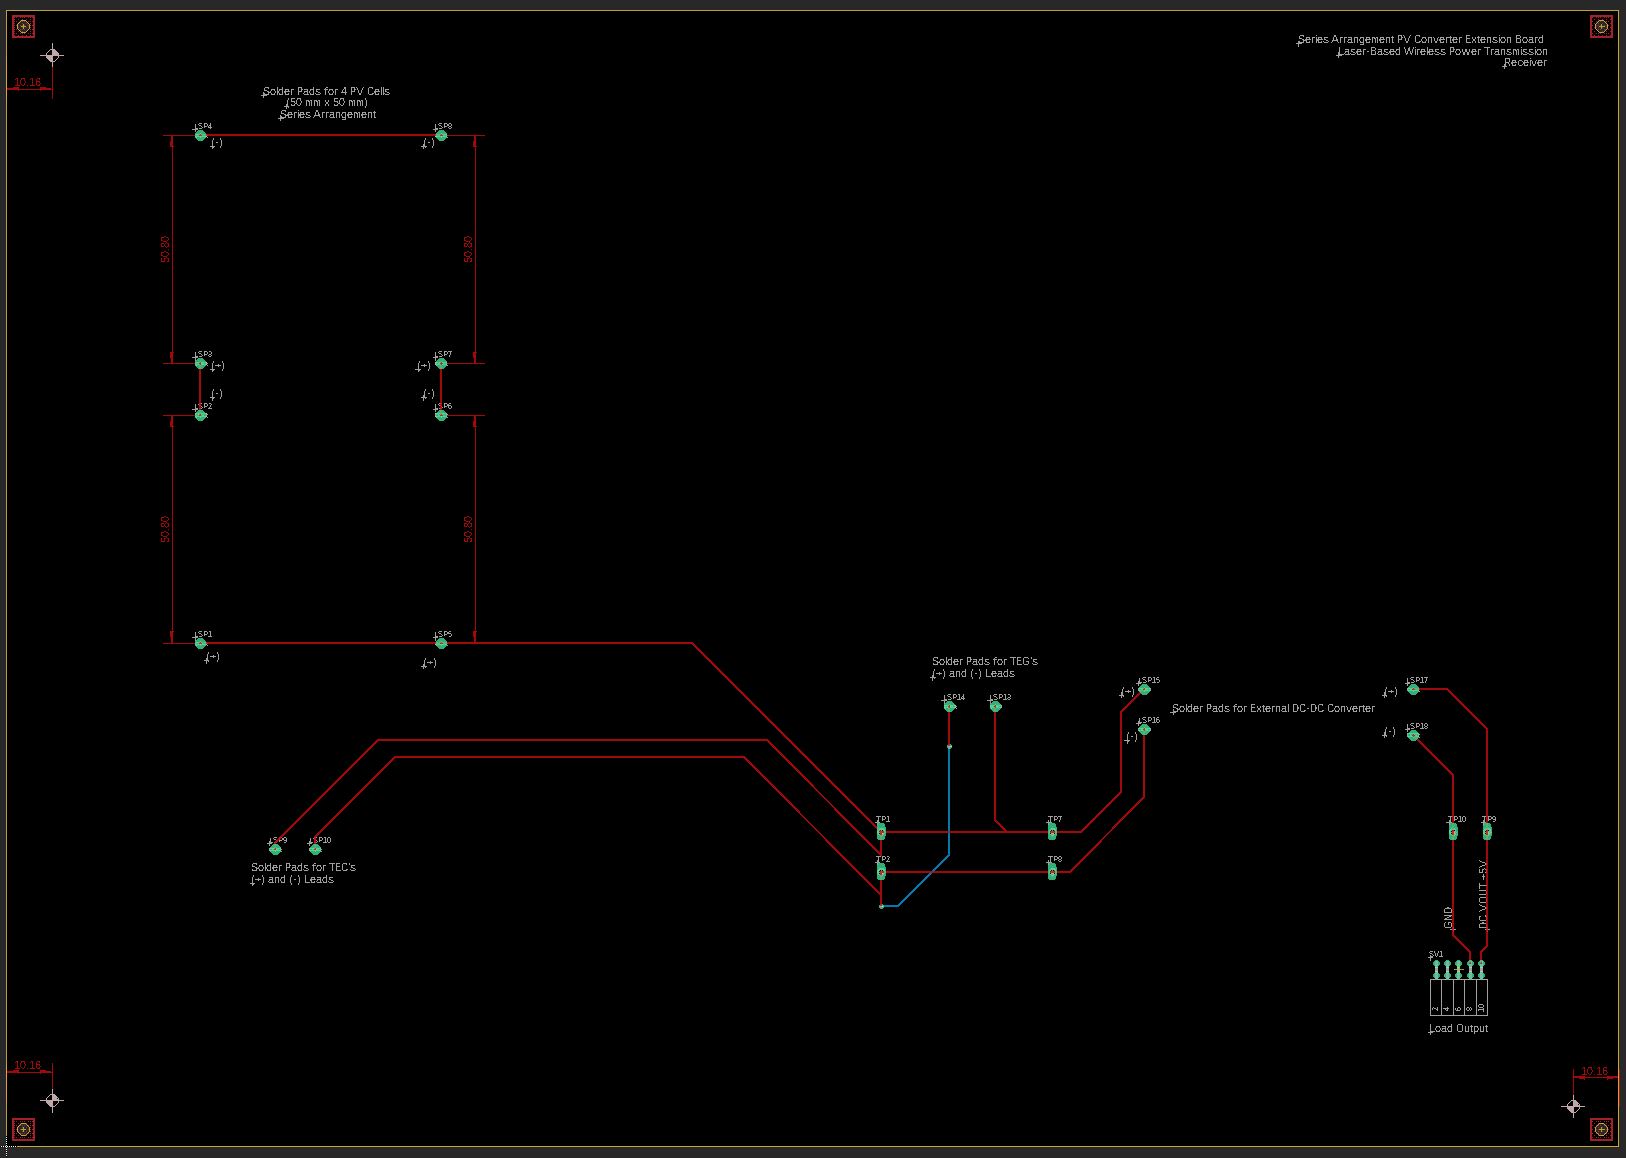 Series Arrangement PV Converter Extension Board
Laser-Based Wireless Power Transmission
Receiver
10.16
Solder Pads for 4 PV Cells
(50 mm x 50 mm)
Series Arrangement
SP4
SP8
(-)
(-)
50.80
50.80
SP3
SP7
(+)
(+)
(-)
(-)
SP2
SP6
50.80
50.80
SP1
SP5
(+)
(+)
Solder Pads for TEG's
(+) and (-) Leads
SP14
SP13
SP15
(+)
SP16
(-)
Solder Pads for External DC-DC Converter
SP17
(+)
SP18
(-)
TP1
TP7
TP10
TP9
SP9
SP10
Solder Pads for TEC's
(+) and (-) Leads
TP2
TP8
GND
DC VOUT +5V
SV1
2
4
6
8
10
Load Output
10.16
10.16